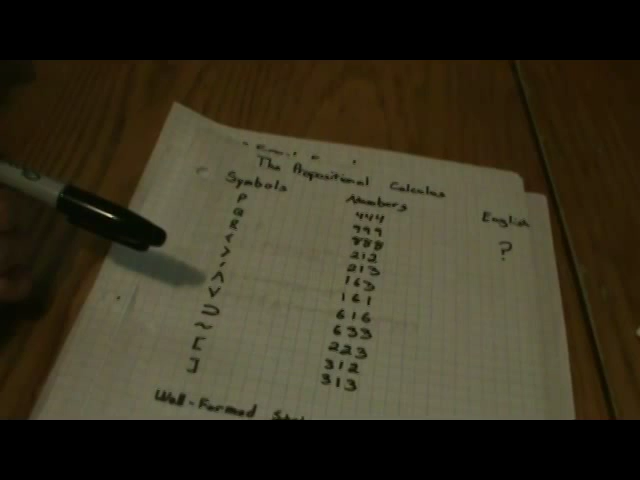 The Propositional Calculus
Symbols Numbers English
P 444 ?
Q 999
R 888
< 212
> 213
' 163
∧ 161
∨ 616
⊃ 633
~ 223
[ 312
] 313
Well-Formed